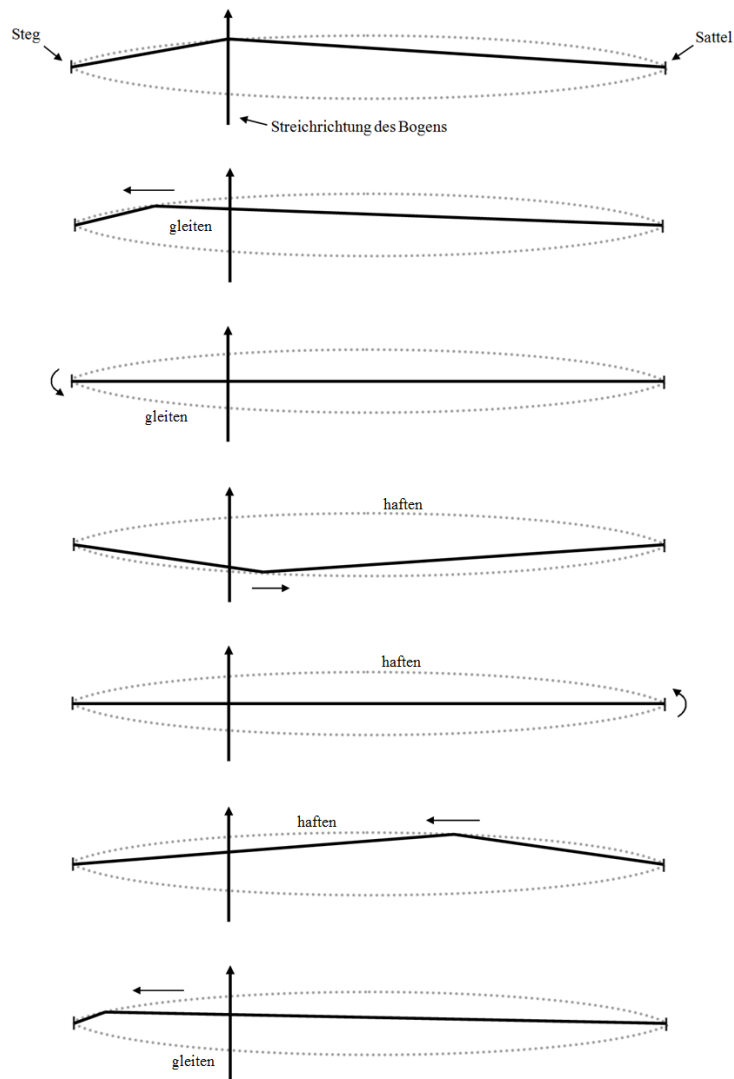 Steg
Sattel
Streichrichtung des Bogens
gleiten
gleiten
haften
haften
haften
gleiten